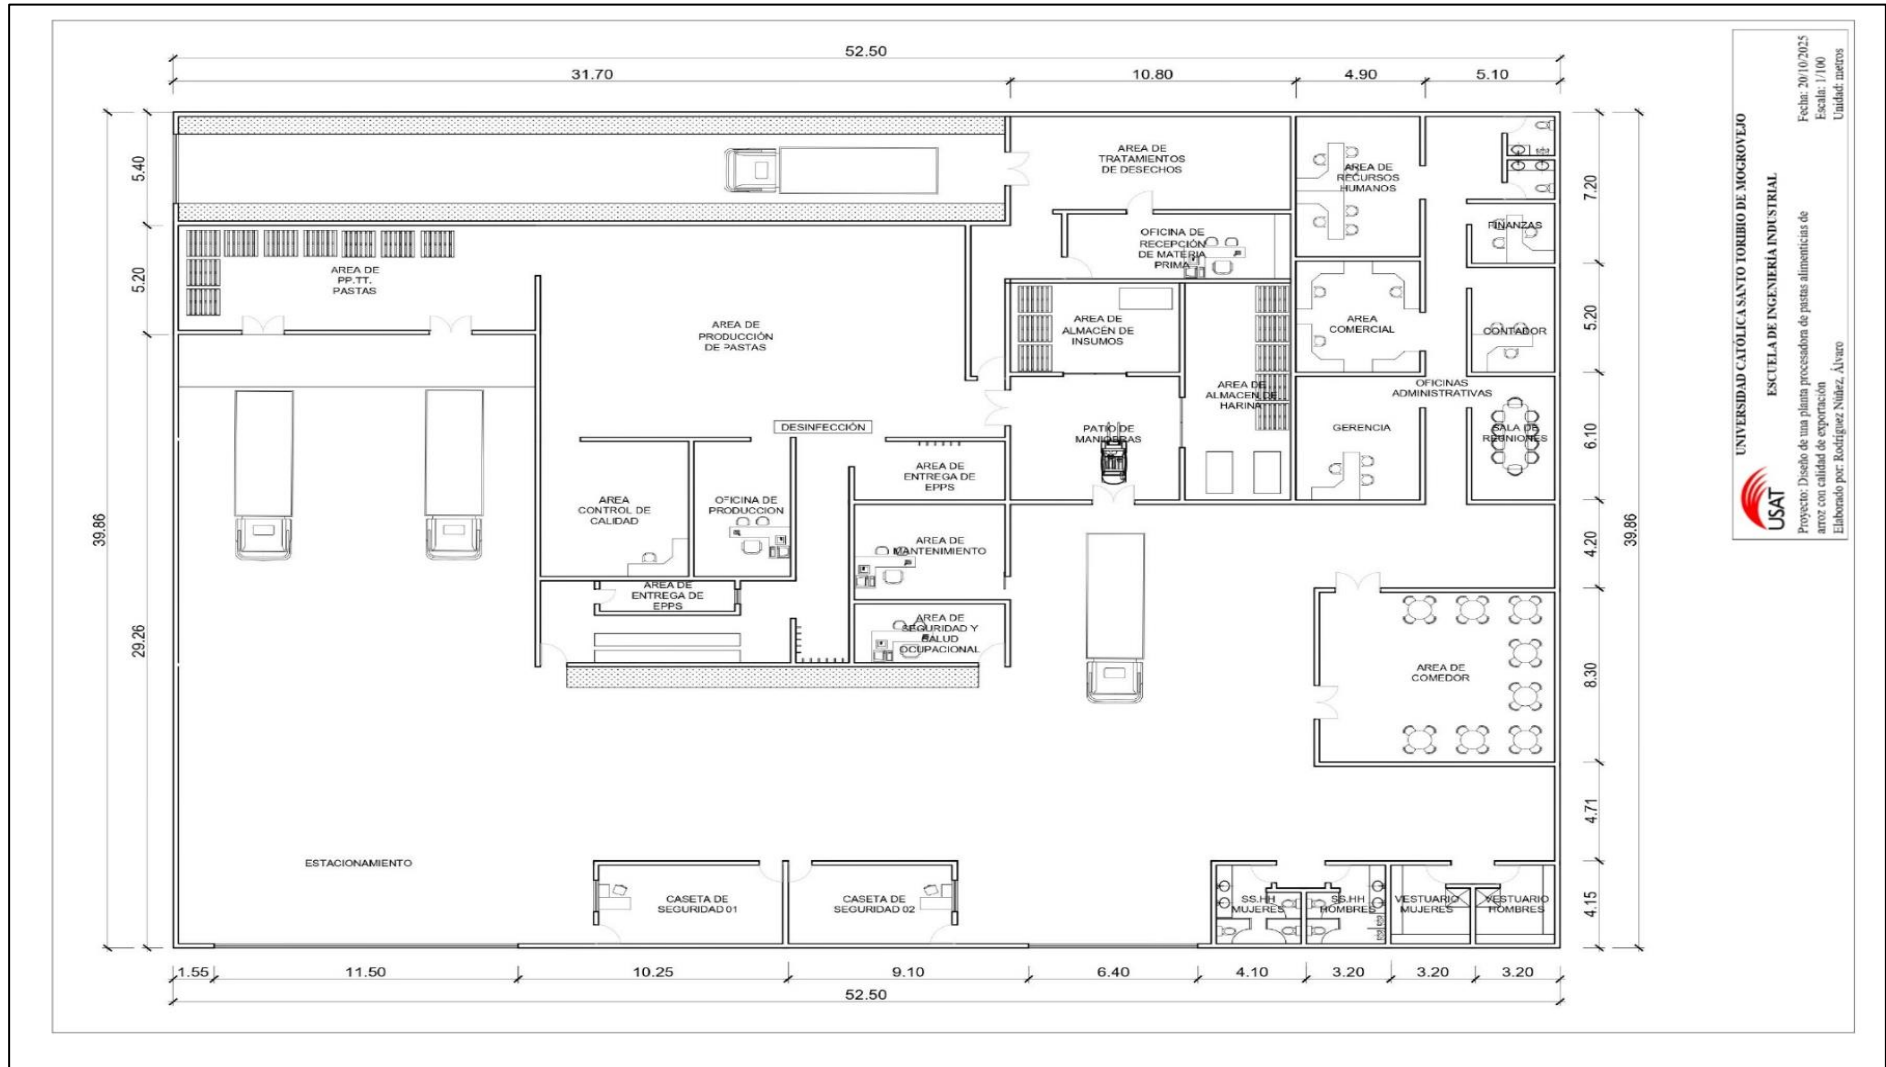 52.50
31.70
10.80
4.90
5.10
5.40
5.20
29.26
39.86
7.20
5.20
6.10
4.20
8.30
4.71
4.15
39.86
AREA DE
TRATAMIENTOS
DE DESECHOS
AREA DE
RECURSOS
HUMANOS
FINANZAS
OFICINA DE
RECEPCIÓN
DE MATERIA
PRIMA
AREA DE
PP.TT.
PASTAS
AREA DE
PRODUCCIÓN
DE PASTAS
AREA DE
ALMACÉN DE
INSUMOS
AREA
COMERCIAL
CONTADOR
AREA DE
ALMACEN DE
HARINA
OFICINAS
ADMINISTRATIVAS
DESINFECCIÓN
PATIO DE
MANIOBRAS
GERENCIA
SALA DE
REUNIONES
AREA
CONTROL DE
CALIDAD
OFICINA DE
PRODUCCION
AREA DE
ENTREGA DE
EPPS
AREA DE
MANTENIMIENTO
AREA DE
ENTREGA DE
EPPS
AREA DE
SEGURIDAD Y
SALUD
OCUPACIONAL
AREA DE
COMEDOR
ESTACIONAMIENTO
CASETA DE
SEGURIDAD 01
CASETA DE
SEGURIDAD 02
SS.HH
MUJERES
SS.HH
HOMBRES
VESTUARIO
MUJERES
VESTUARIO
HOMBRES
1.55
11.50
10.25
9.10
6.40
4.10
3.20
3.20
3.20
52.50
UNIVERSIDAD CATÓLICA SANTO TORIBIO DE MOGROVEJO
ESCUELA DE INGENIERÍA INDUSTRIAL
USAT
Proyecto: Diseño de una planta procesadora de pastas alimenticias de
arroz con calidad de exportación
Elaborado por: Rodríguez Núñez, Álvaro
Fecha: 20/10/2025
Escala: 1/100
Unidad: metros